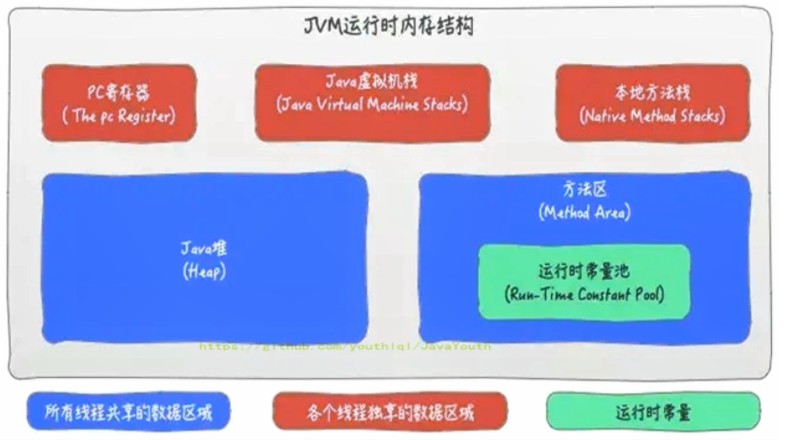 JVM运行时内存结构
PC寄存器
( The pc Register)
Java虚拟机栈
(Java Virtual Machine Stacks)
本地方法栈
(Native Method Stacks)
Java堆
(Heap)
方法区
(Method Area)
运行时常量池
(Run-Time Constant Pool)
https://github.com/youthlql/JavaYouth
所有线程共享的数据区域
各个线程独享的数据区域
运行时常量